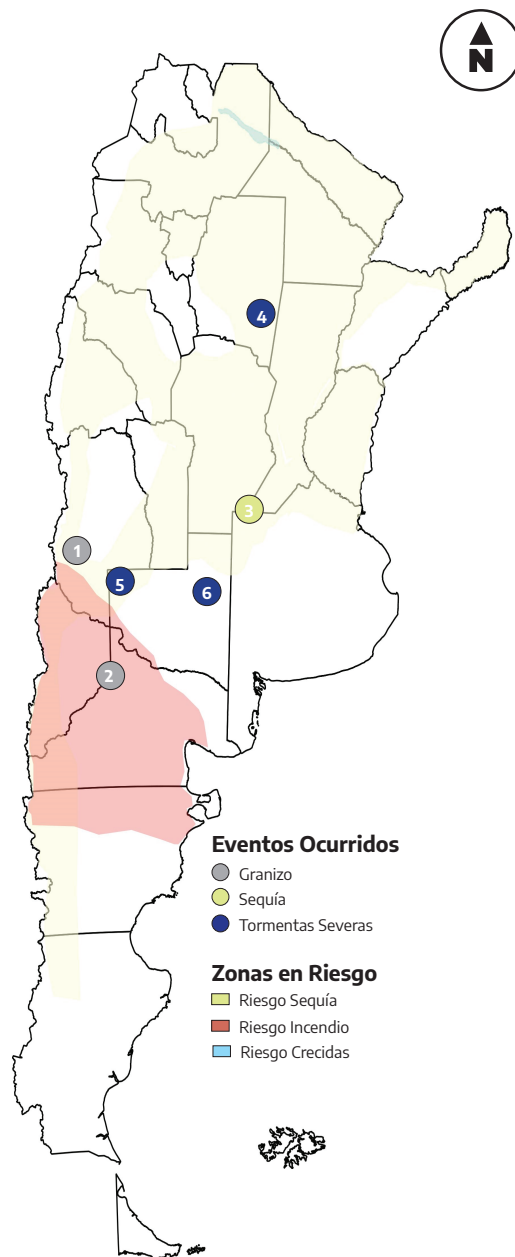 N
4
3
1
5
6
2
Eventos Ocurridos
Granizo
Sequía
Tormentas Severas
Zonas en Riesgo
Riesgo Sequía
Riesgo Incendio
Riesgo Crecidas